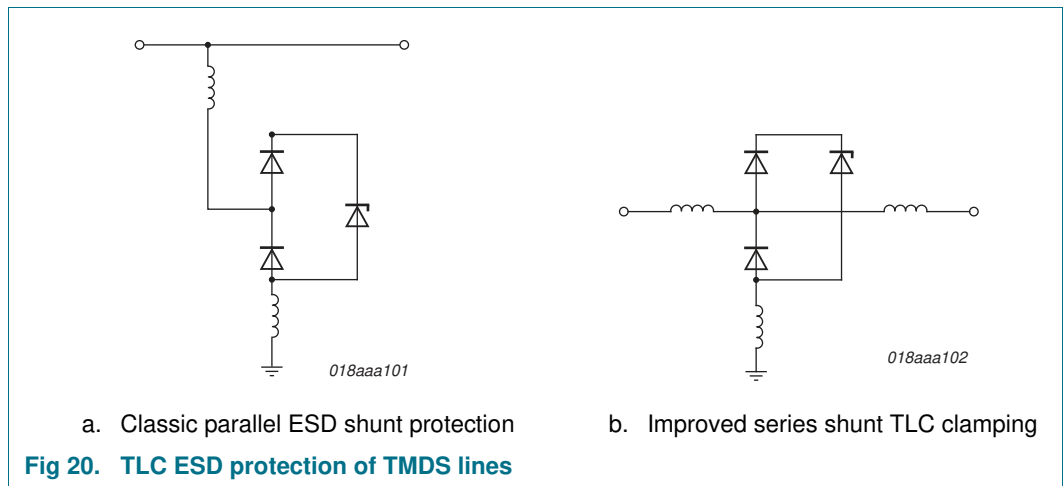 018aaa101
018aaa102
a. Classic parallel ESD shunt protection
b. Improved series shunt TLC clamping
Fig 20. TLC ESD protection of TMDS lines